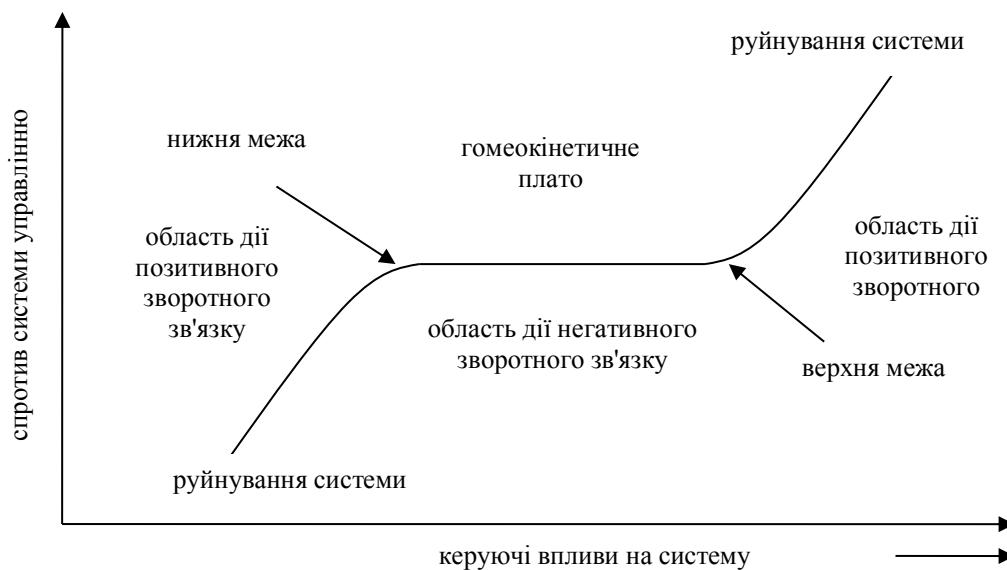 руйнування системи
нижня межа
гомеокінетичне
плато
спротив системи управлінню
область дії
позитивного
зворотного
зв'язку
область дії
позитивного
зворотного
область дії негативного
зворотного зв'язку
верхня межа
руйнування системи
керуючі впливи на систему